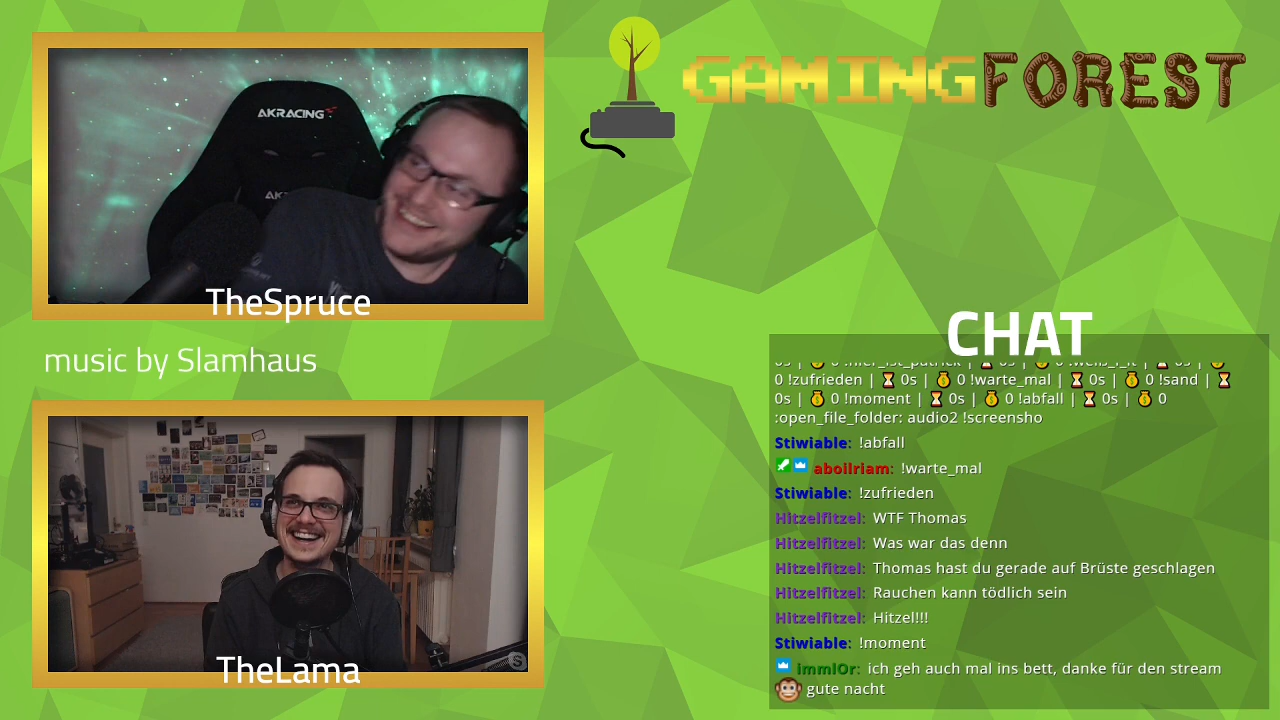 GAMINGFOREST
AKRACING
TheSpruce
music by Slamhaus
TheLama
CHAT
0 !zufrieden | 0s | 0 !warte_mal | 0s | 0 !sand |
0s | 0 !moment | 0s | 0 !abfall | 0s | 0
:open_file_folder: audio2 !screensho
Stiwiable: !abfall
aboilriam: !warte_mal
Stiwiable: !zufrieden
Hitzelfitzel: WTF Thomas
Hitzelfitzel: Was war das denn
Hitzelfitzel: Thomas hast du gerade auf Brüste geschlagen
Hitzelfitzel: Rauchen kann tödlich sein
Hitzelfitzel: Hitzel!!!
Stiwiable: !moment
immlOr: ich geh auch mal ins bett, danke für den stream
gute nacht